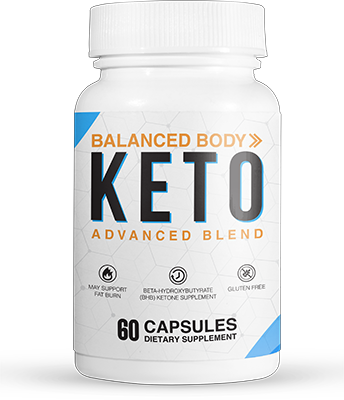 BALANCED BODY
KETO
ADVANCED BLEND
MAY SUPPORT
FAT BURN
BETA-HYDROXYBUTYRATE
(BHB) KETONE SUPPLEMENT
GLUTEN FREE
60 CAPSULES
DIETARY SUPPLEMENT